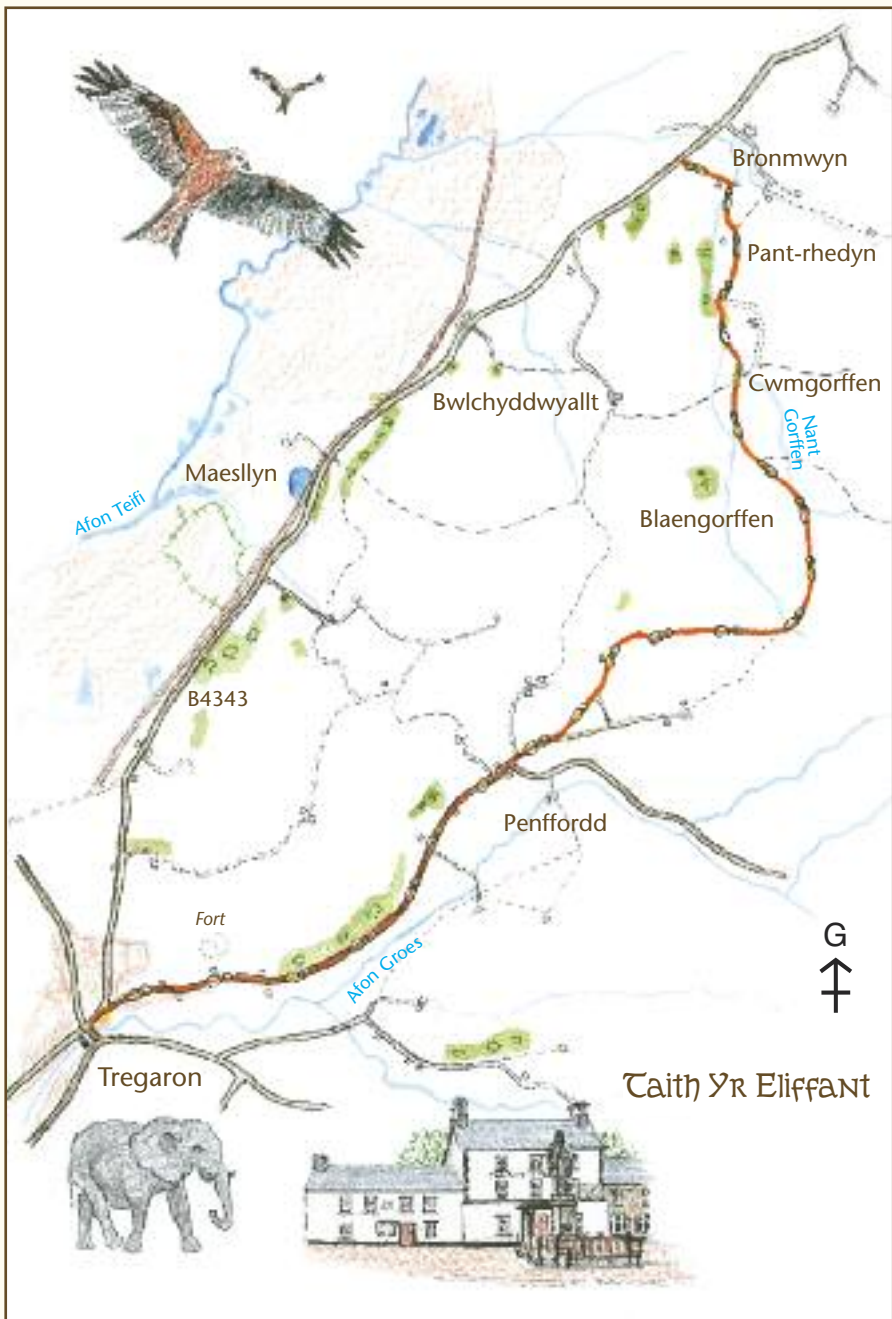 Bronmwyn
Pant-rhedyn
Cwmgorffen
Bwlchyddwyallt
Nant
Gorffen
Maesllyn
Afon Teifi
Blaengorffen
B4343
Penffordd
Fort
Afon Groes
G
Tregaron
Taith Yr Eliffant